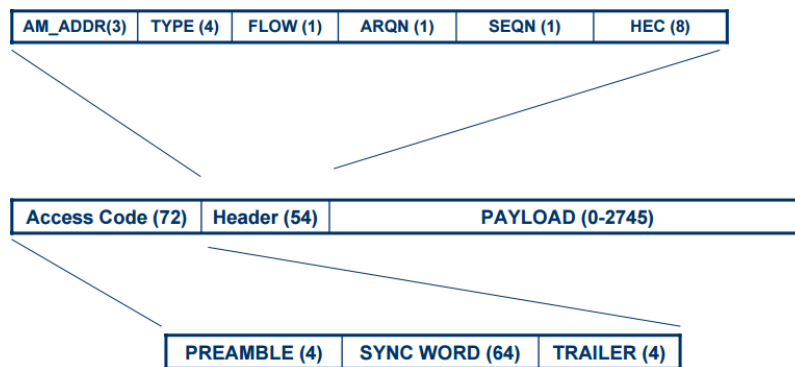 AM_ADDR(3) TYPE (4) FLOW (1) ARQN (1) SEQN (1) HEC (8)
Access Code (72) Header (54) PAYLOAD (0-2745)
PREAMBLE (4) SYNC WORD (64) TRAILER (4)